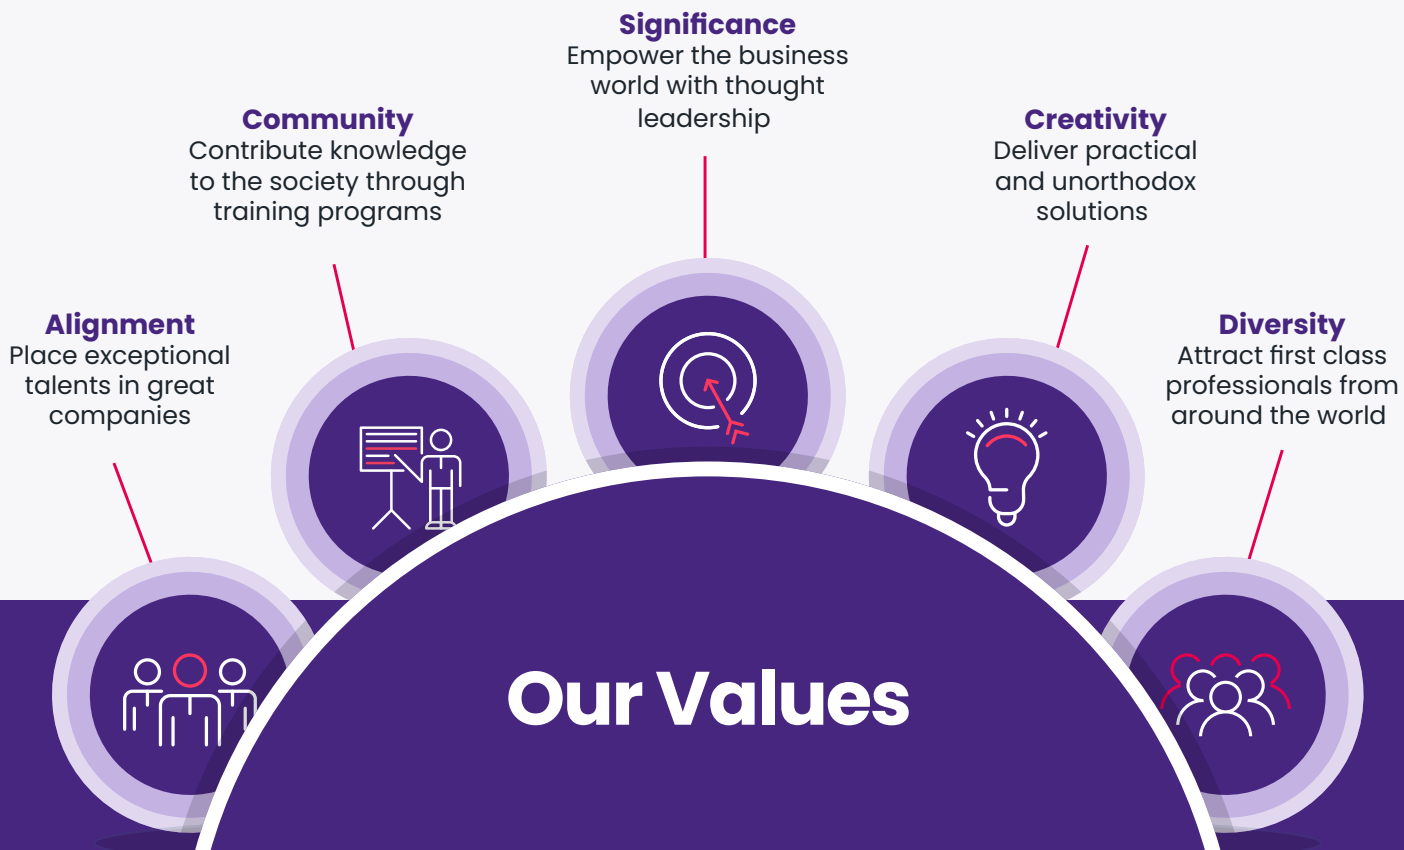 Significance
Empower the business
world with thought
leadership
Community
Contribute knowledge
to the society through
training programs
Creativity
Deliver practical
and unorthodox
solutions
Alignment
Place exceptional
talents in great
companies
Diversity
Attract first class
professionals from
around the world
Our Values